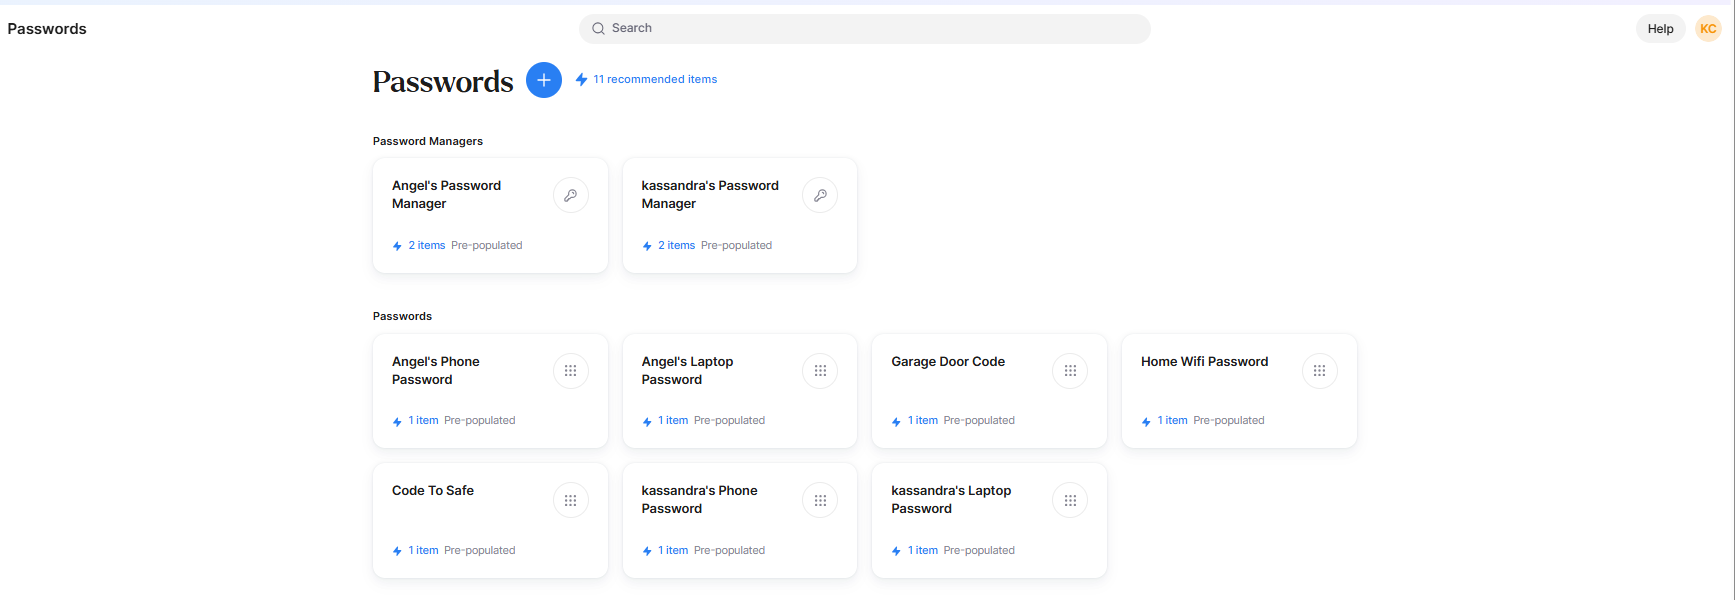 Passwords
Search
Help
KC
Passwords
11 recommended items
Password Managers
Angel's Password
Manager
2 items Pre-populated
kassandra's Password
Manager
2 items Pre-populated
Passwords
Angel's Phone
Password
1 item Pre-populated
Angel's Laptop
Password
1 item Pre-populated
Garage Door Code
1 item Pre-populated
Home Wifi Password
1 item Pre-populated
Code To Safe
1 item Pre-populated
kassandra's Phone
Password
1 item Pre-populated
kassandra's Laptop
Password
1 item Pre-populated